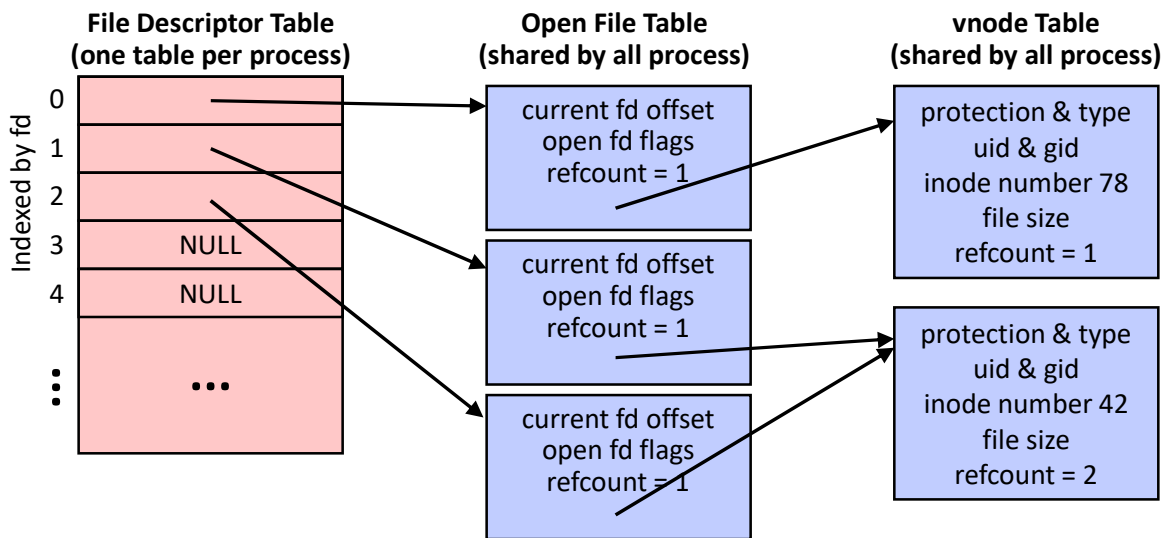 File Descriptor Table
(one table per process)
Indexed by fd
0
1
2
3
NULL
4
NULL
...
...
Open File Table
(shared by all process)
current fd offset
open fd flags
refcount = 1
current fd offset
open fd flags
refcount = 1
current fd offset
open fd flags
refcount = 1
vnode Table
(shared by all process)
protection & type
uid & gid
inode number 78
file size
refcount = 1
protection & type
uid & gid
inode number 42
file size
refcount = 2